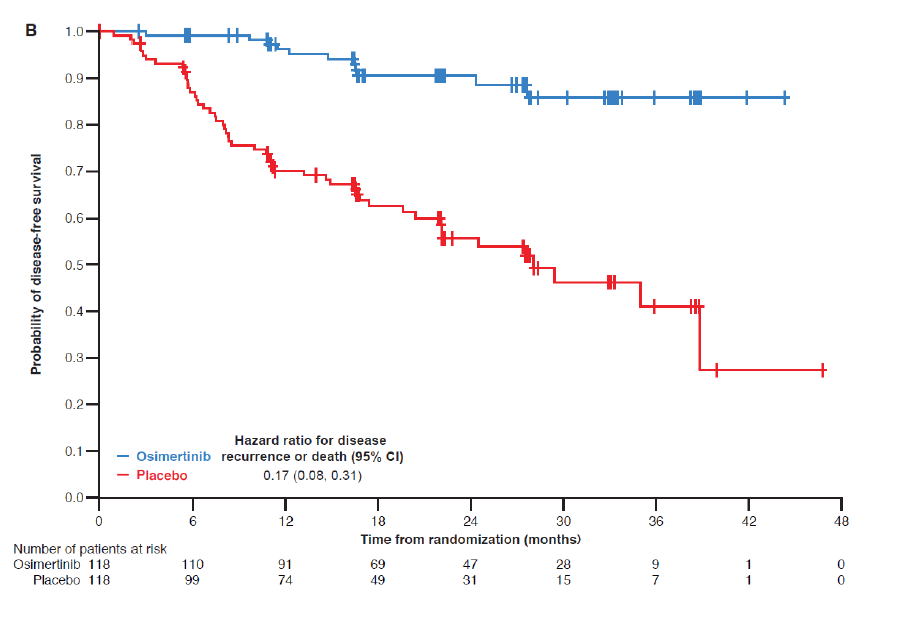 B
1.0
0.9
0.8
0.7
0.6
0.5
0.4
0.3
0.2
0.1
0.0
Probability of disease-free survival
Hazard ratio for disease
Osimertinib recurrence or death (95% CI)
Placebo 0.17 (0.08, 0.31)
0 6 12 18 24 30 36 42 48
Time from randomization (months)
Number of patients at risk
Osimertinib 118 110 91 69 47 28 9 1 0
Placebo 118 99 74 49 31 15 7 1 0